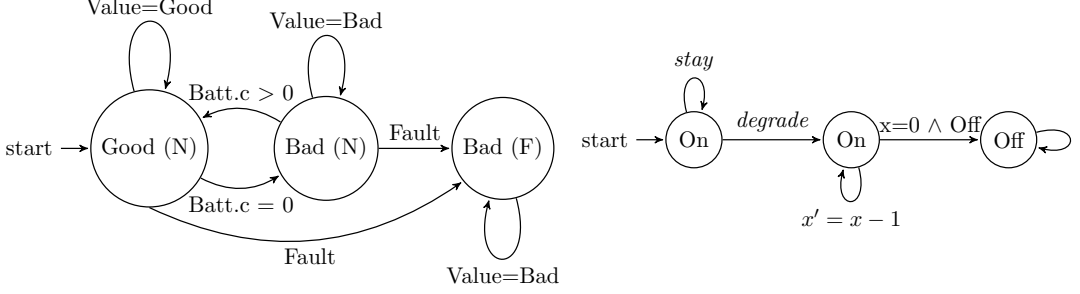 Value=Good
Value=Bad
Batt.c > 0
start
Good (N)
Bad (N)
Fault
Bad (F)
Batt.c = 0
Fault
Value=Bad
stay
start
On
degrade
On
x=0 ∧ Off
Off
x′ = x − 1